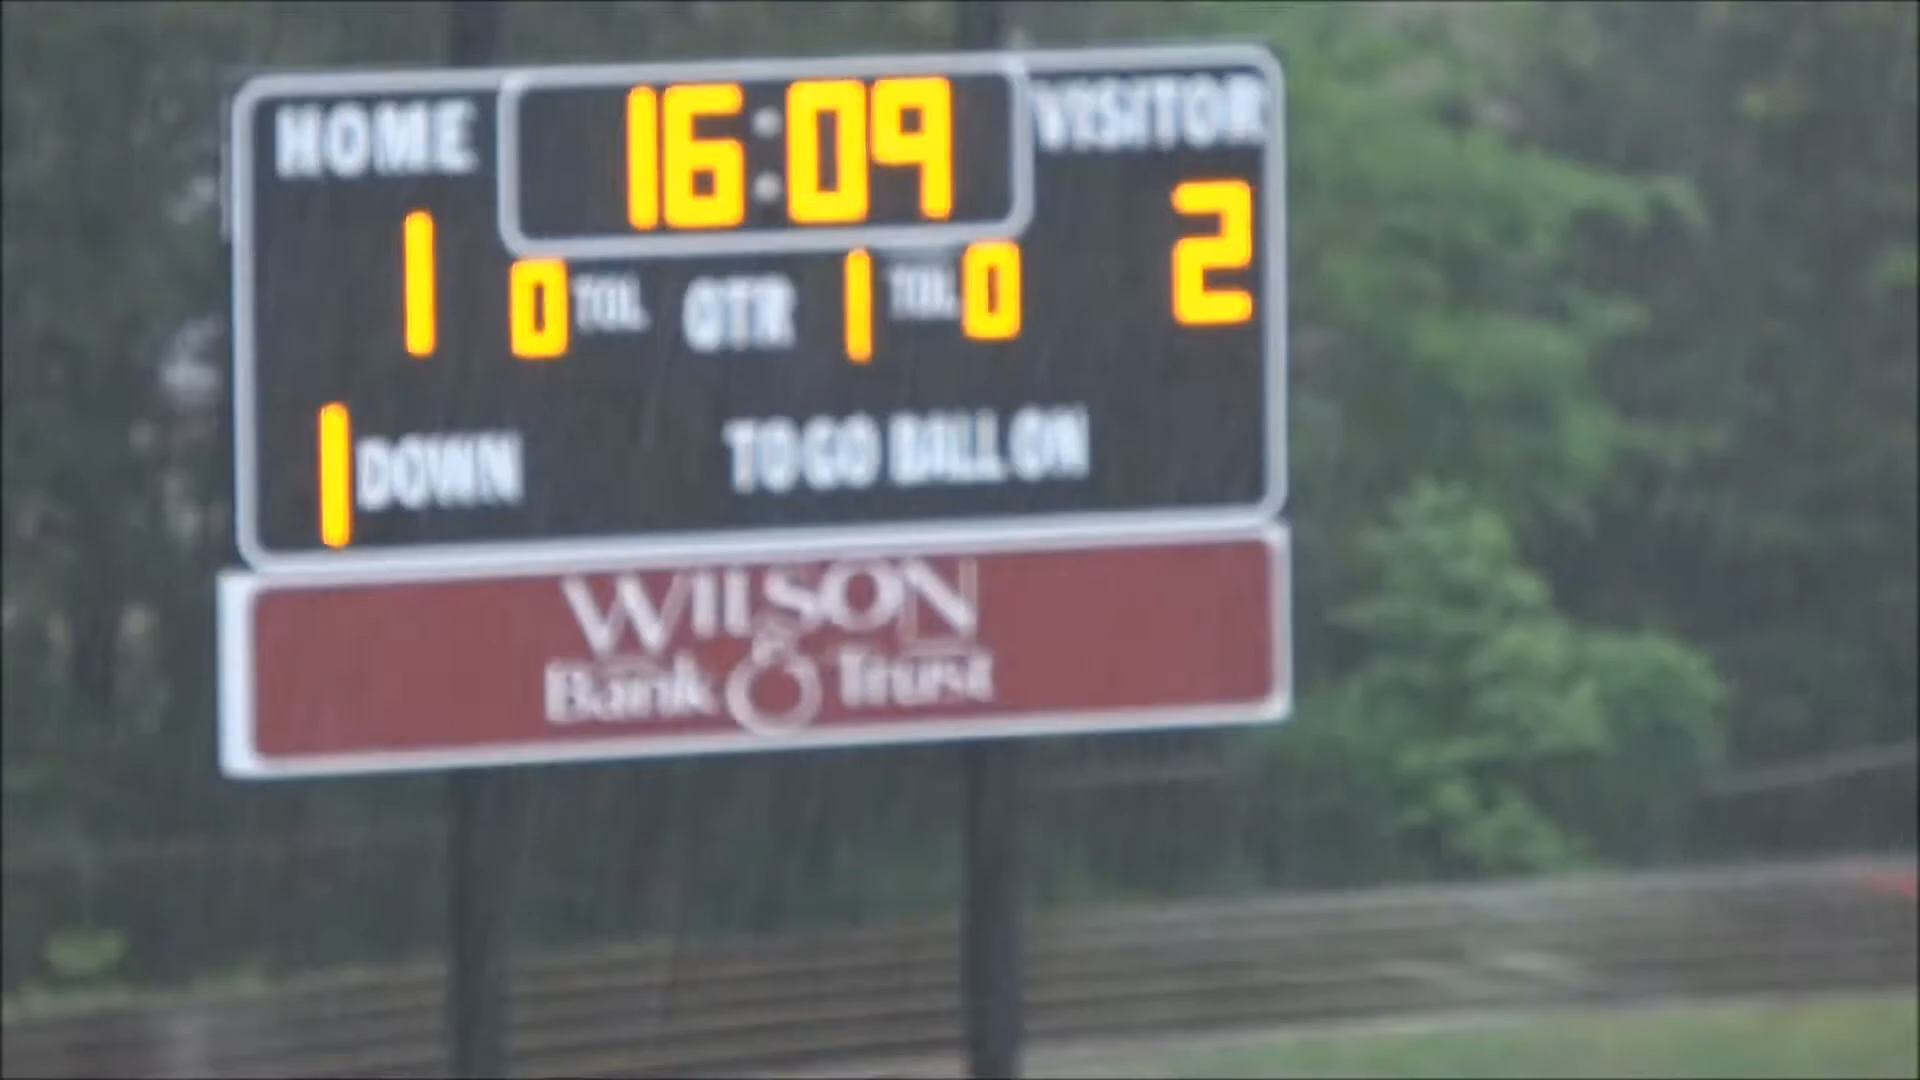 HOME 16:09 VISITOR
1 0 TOL QTR 1 TOL 0 2
1 DOWN TO GO BALL ON
WILSON
Bank & Trust